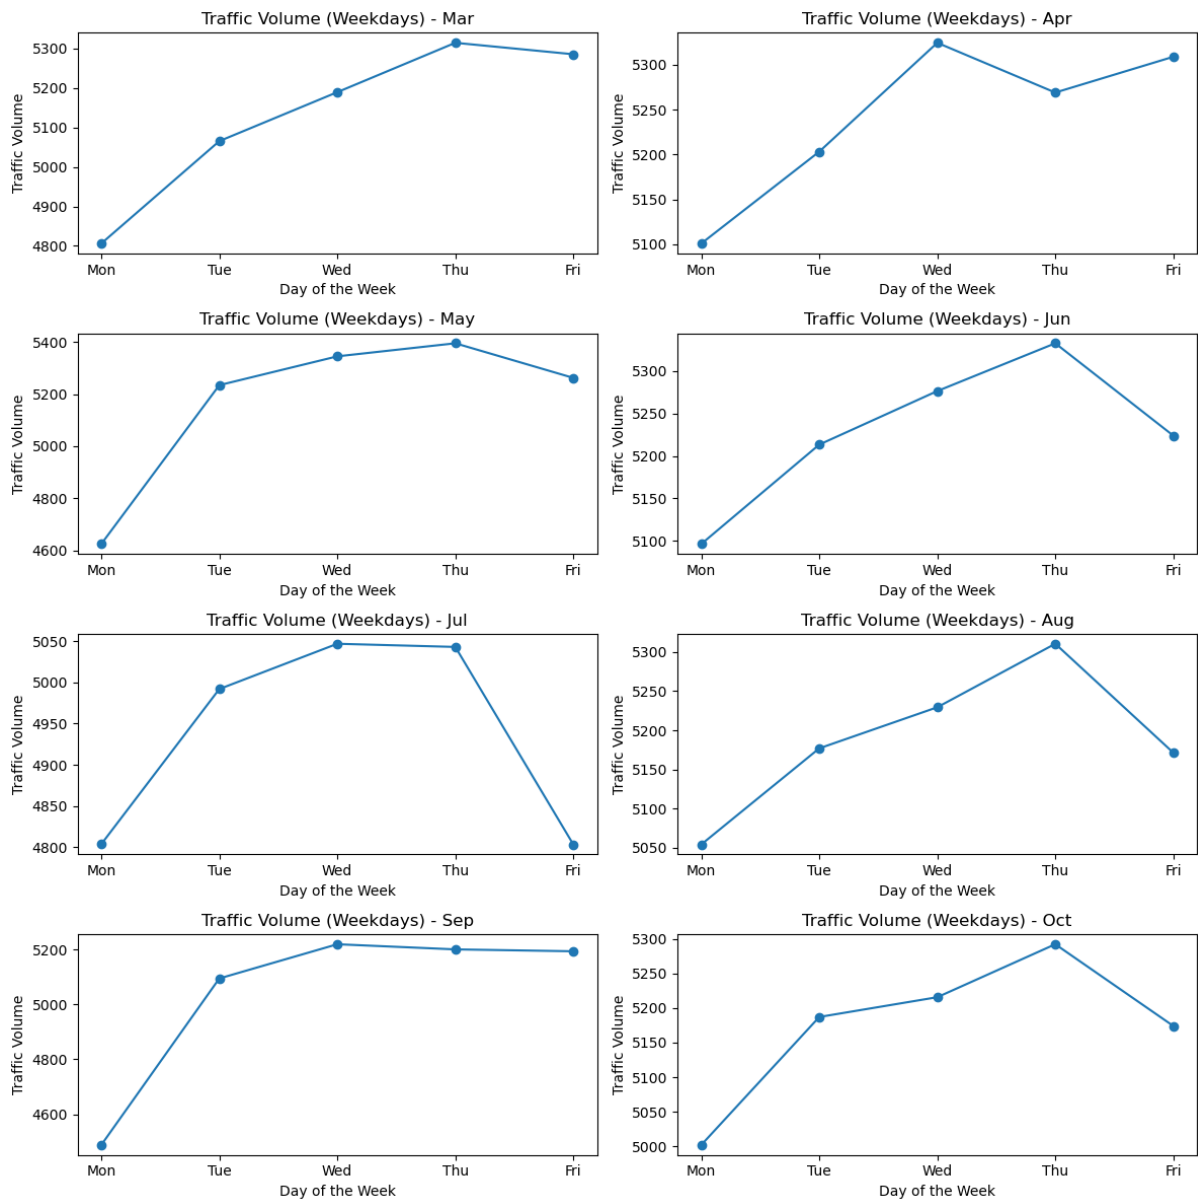 Traffic Volume (Weekdays) - Mar
Traffic Volume
5300
5200
5100
5000
4900
4800
Mon Tue Wed Thu Fri
Day of the Week
Traffic Volume (Weekdays) - Apr
Traffic Volume
5300
5250
5200
5150
5100
Mon Tue Wed Thu Fri
Day of the Week
Traffic Volume (Weekdays) - May
Traffic Volume
5400
5200
5000
4800
4600
Mon Tue Wed Thu Fri
Day of the Week
Traffic Volume (Weekdays) - Jun
Traffic Volume
5300
5250
5200
5150
5100
Mon Tue Wed Thu Fri
Day of the Week
Traffic Volume (Weekdays) - Jul
Traffic Volume
5050
5000
4950
4900
4850
4800
Mon Tue Wed Thu Fri
Day of the Week
Traffic Volume (Weekdays) - Aug
Traffic Volume
5300
5250
5200
5150
5100
5050
Mon Tue Wed Thu Fri
Day of the Week
Traffic Volume (Weekdays) - Sep
Traffic Volume
5200
5000
4800
4600
Mon Tue Wed Thu Fri
Day of the Week
Traffic Volume (Weekdays) - Oct
Traffic Volume
5300
5250
5200
5150
5100
5050
5000
Mon Tue Wed Thu Fri
Day of the Week